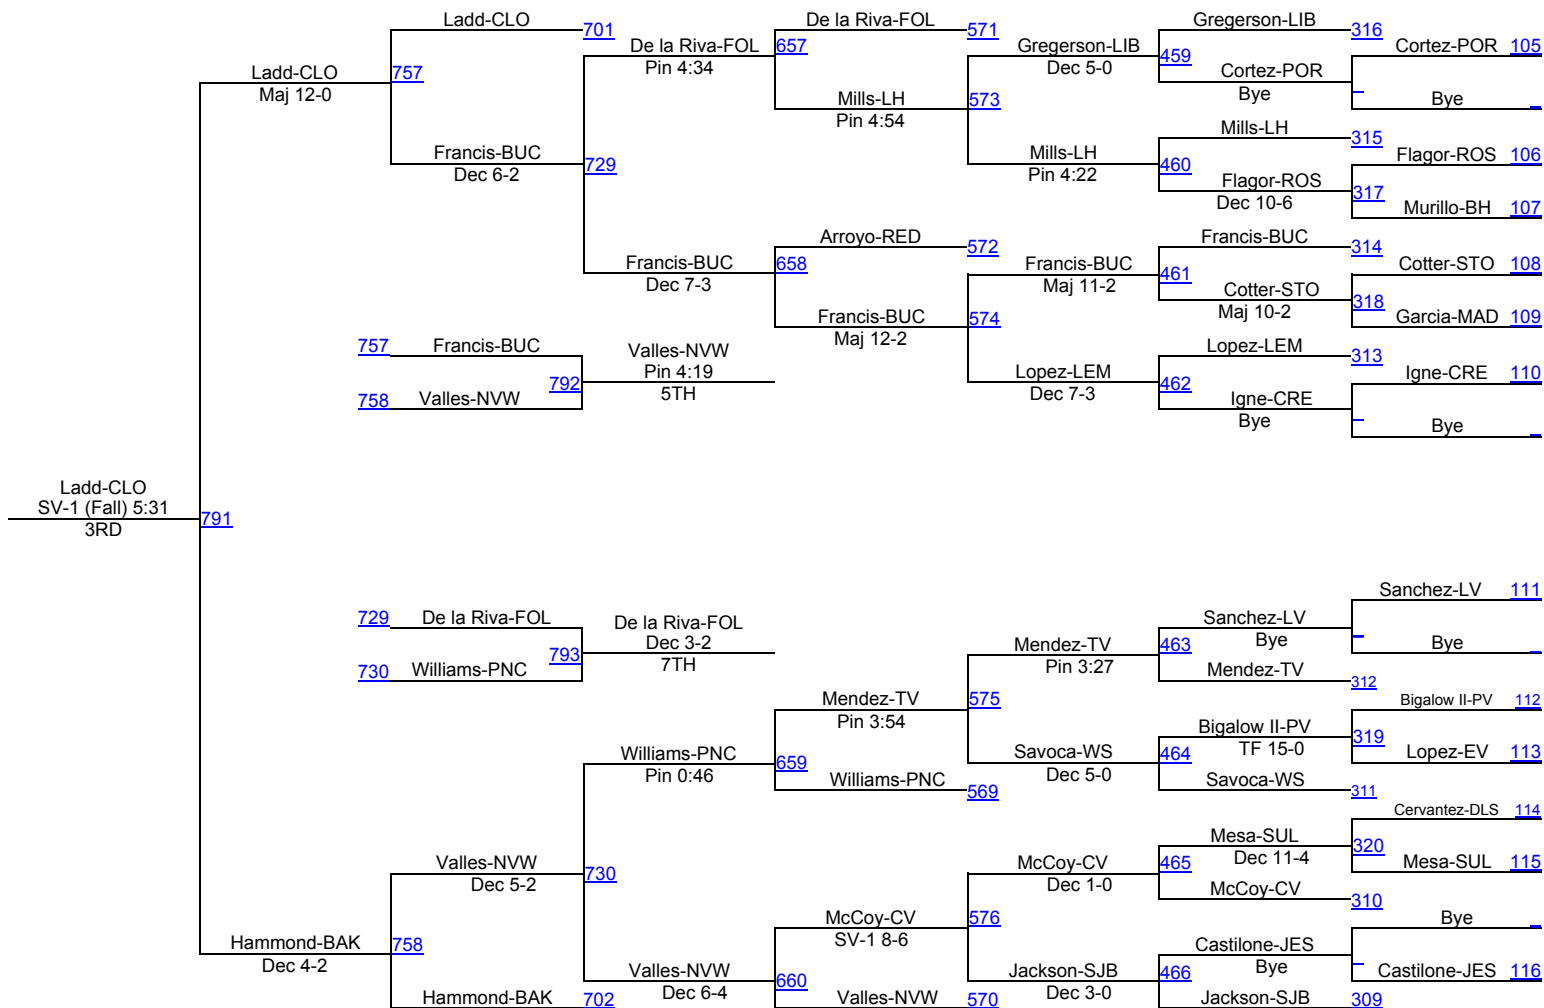 Ladd-CLO 701
De la Riva-FOL 571
Gregerson-LIB 316
De la Riva-FOL 657
Pin 4:34
Gregerson-LIB 459
Dec 5-0
Cortez-POR 105
Ladd-CLO 757
Maj 12-0
Cortez-POR
Bye
Mills-LH 573
Pin 4:54
Bye
Mills-LH 315
Francis-BUC 729
Dec 6-2
Mills-LH 460
Pin 4:22
Flagor-ROS 106
Flagor-ROS 317
Dec 10-6
Murillo-BH 107
Arroyo-RED 572
Francis-BUC 314
Francis-BUC 658
Dec 7-3
Francis-BUC 461
Maj 11-2
Cotter-STO 108
Cotter-STO 318
Maj 10-2
Francis-BUC 574
Maj 12-2
Garcia-MAD 109
757 Francis-BUC
Valles-NVW
Pin 4:19
5TH
792
758 Valles-NVW
Lopez-LEM 313
Lopez-LEM 462
Dec 7-3
Igne-CRE 110
Igne-CRE
Bye
Bye
Ladd-CLO
SV-1 (Fall) 5:31
3RD
791
Sanchez-LV 111
729 De la Riva-FOL
De la Riva-FOL
Dec 3-2
7TH
793
730 Williams-PNC
Sanchez-LV
Bye
Mendez-TV 463
Pin 3:27
Bye
Mendez-TV 312
Mendez-TV 575
Pin 3:54
Bigalow II-PV 112
Bigalow II-PV 319
TF 15-0
Williams-PNC 659
Pin 0:46
Savoca-WS 464
Dec 5-0
Lopez-EV 113
Williams-PNC 569
Savoca-WS 311
Cervantez-DLS 114
Mesa-SUL 320
Dec 11-4
Valles-NVW 730
Dec 5-2
McCoy-CV 465
Dec 1-0
Mesa-SUL 115
McCoy-CV 310
McCoy-CV 576
SV-1 8-6
Bye
Hammond-BAK 758
Dec 4-2
Castilone-JES
Bye
Valles-NVW 660
Dec 6-4
Jackson-SJB 466
Dec 3-0
Castilone-JES 116
Hammond-BAK 702
Valles-NVW 570
Jackson-SJB 309